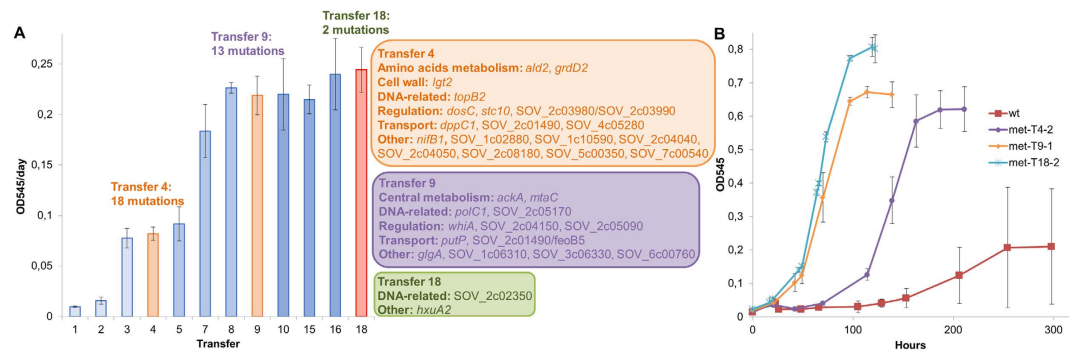 A
Transfer 18:
2 mutations
Transfer 9:
13 mutations
Transfer 4:
18 mutations
OD545/day
0,25
0,2
0,15
0,1
0,05
0
1 2 3 4 5 7 8 9 10 15 16 18
Transfer
Transfer 4
Amino acids metabolism: ald2, grdD2
Cell wall: lgt2
DNA-related: topB2
Regulation: dosC, stc10, SOV_2c03980/SOV_2c03990
Transport: dppC1, SOV_2c01490, SOV_4c05280
Other: nifB1, SOV_1c02880, SOV_1c10590, SOV_2c04040,
SOV_2c04050, SOV_2c08180, SOV_5c00350, SOV_7c00540
Transfer 9
Central metabolism: ackA, mtaC
DNA-related: polC1, SOV_2c05170
Regulation: whiA, SOV_2c04150, SOV_2c05090
Transport: putP, SOV_2c01490/feoB5
Other: glgA, SOV_1c06310, SOV_3c06330, SOV_6c00760
Transfer 18
DNA-related: SOV_2c02350
Other: hxuA2
B
OD545
0,8
0,7
0,6
0,5
0,4
0,3
0,2
0,1
0
0 100 200 300
Hours
wt
met-T4-2
met-T9-1
met-T18-2